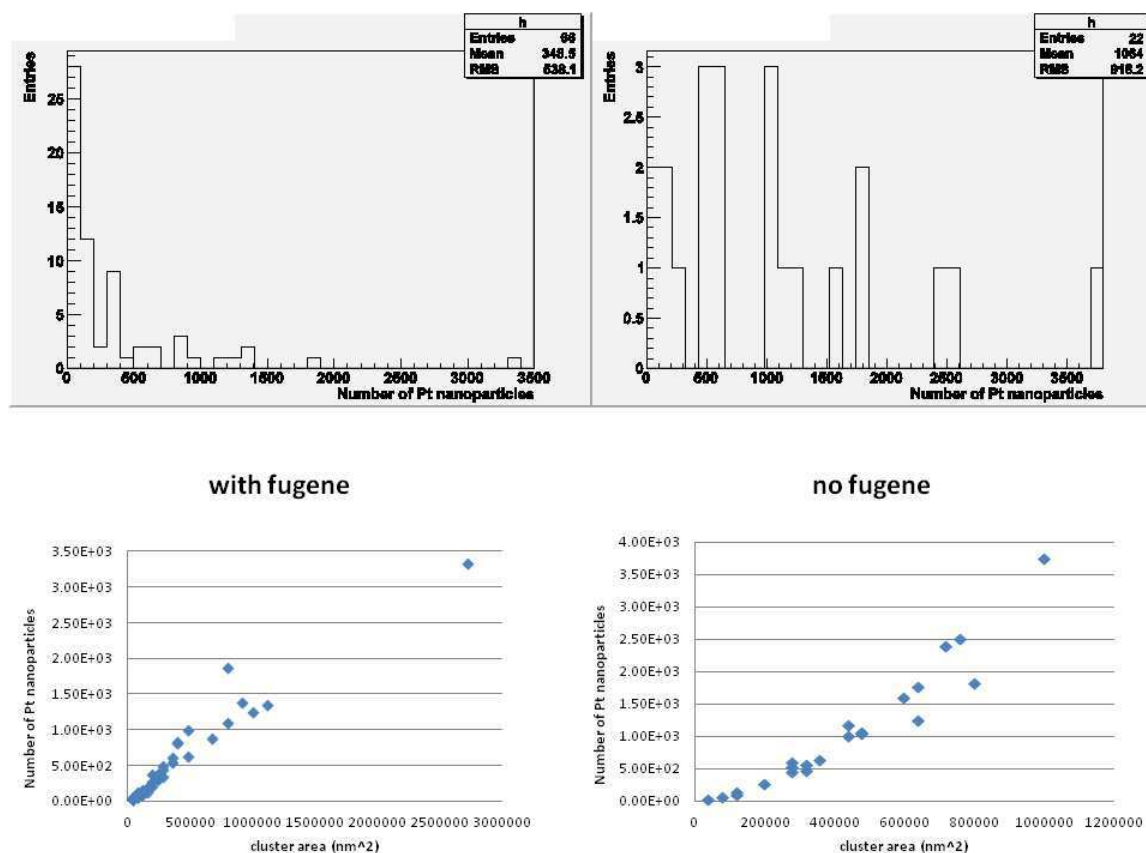 h
Entries 66
Mean
RMS 538.1
Entries
25
20
15
10
5
0
0 500 1000 1500 2000 2500 3000 3500
Number of Pt nanoparticles
h
Entries 22
Mean 1064
RMS
Entries
3
2.5
2
1.5
1
0.5
0
0 500 1000 1500 2000 2500 3000 3500
Number of Pt nanoparticles
with fugene
3.50E+03
3.00E+03
2.50E+03
2.00E+03
1.50E+03
1.00E+03
5.00E+02
0.00E+00
Number of Pt nanoparticles
0 500000 1000000 1500000 2000000 2500000 3000000
cluster area (nm^2)
no fugene
4.00E+03
3.50E+03
3.00E+03
2.50E+03
2.00E+03
1.50E+03
1.00E+03
5.00E+02
0.00E+00
Number of Pt nanoparticles
0 200000 400000 600000 800000 1000000 1200000
cluster area (nm^2)